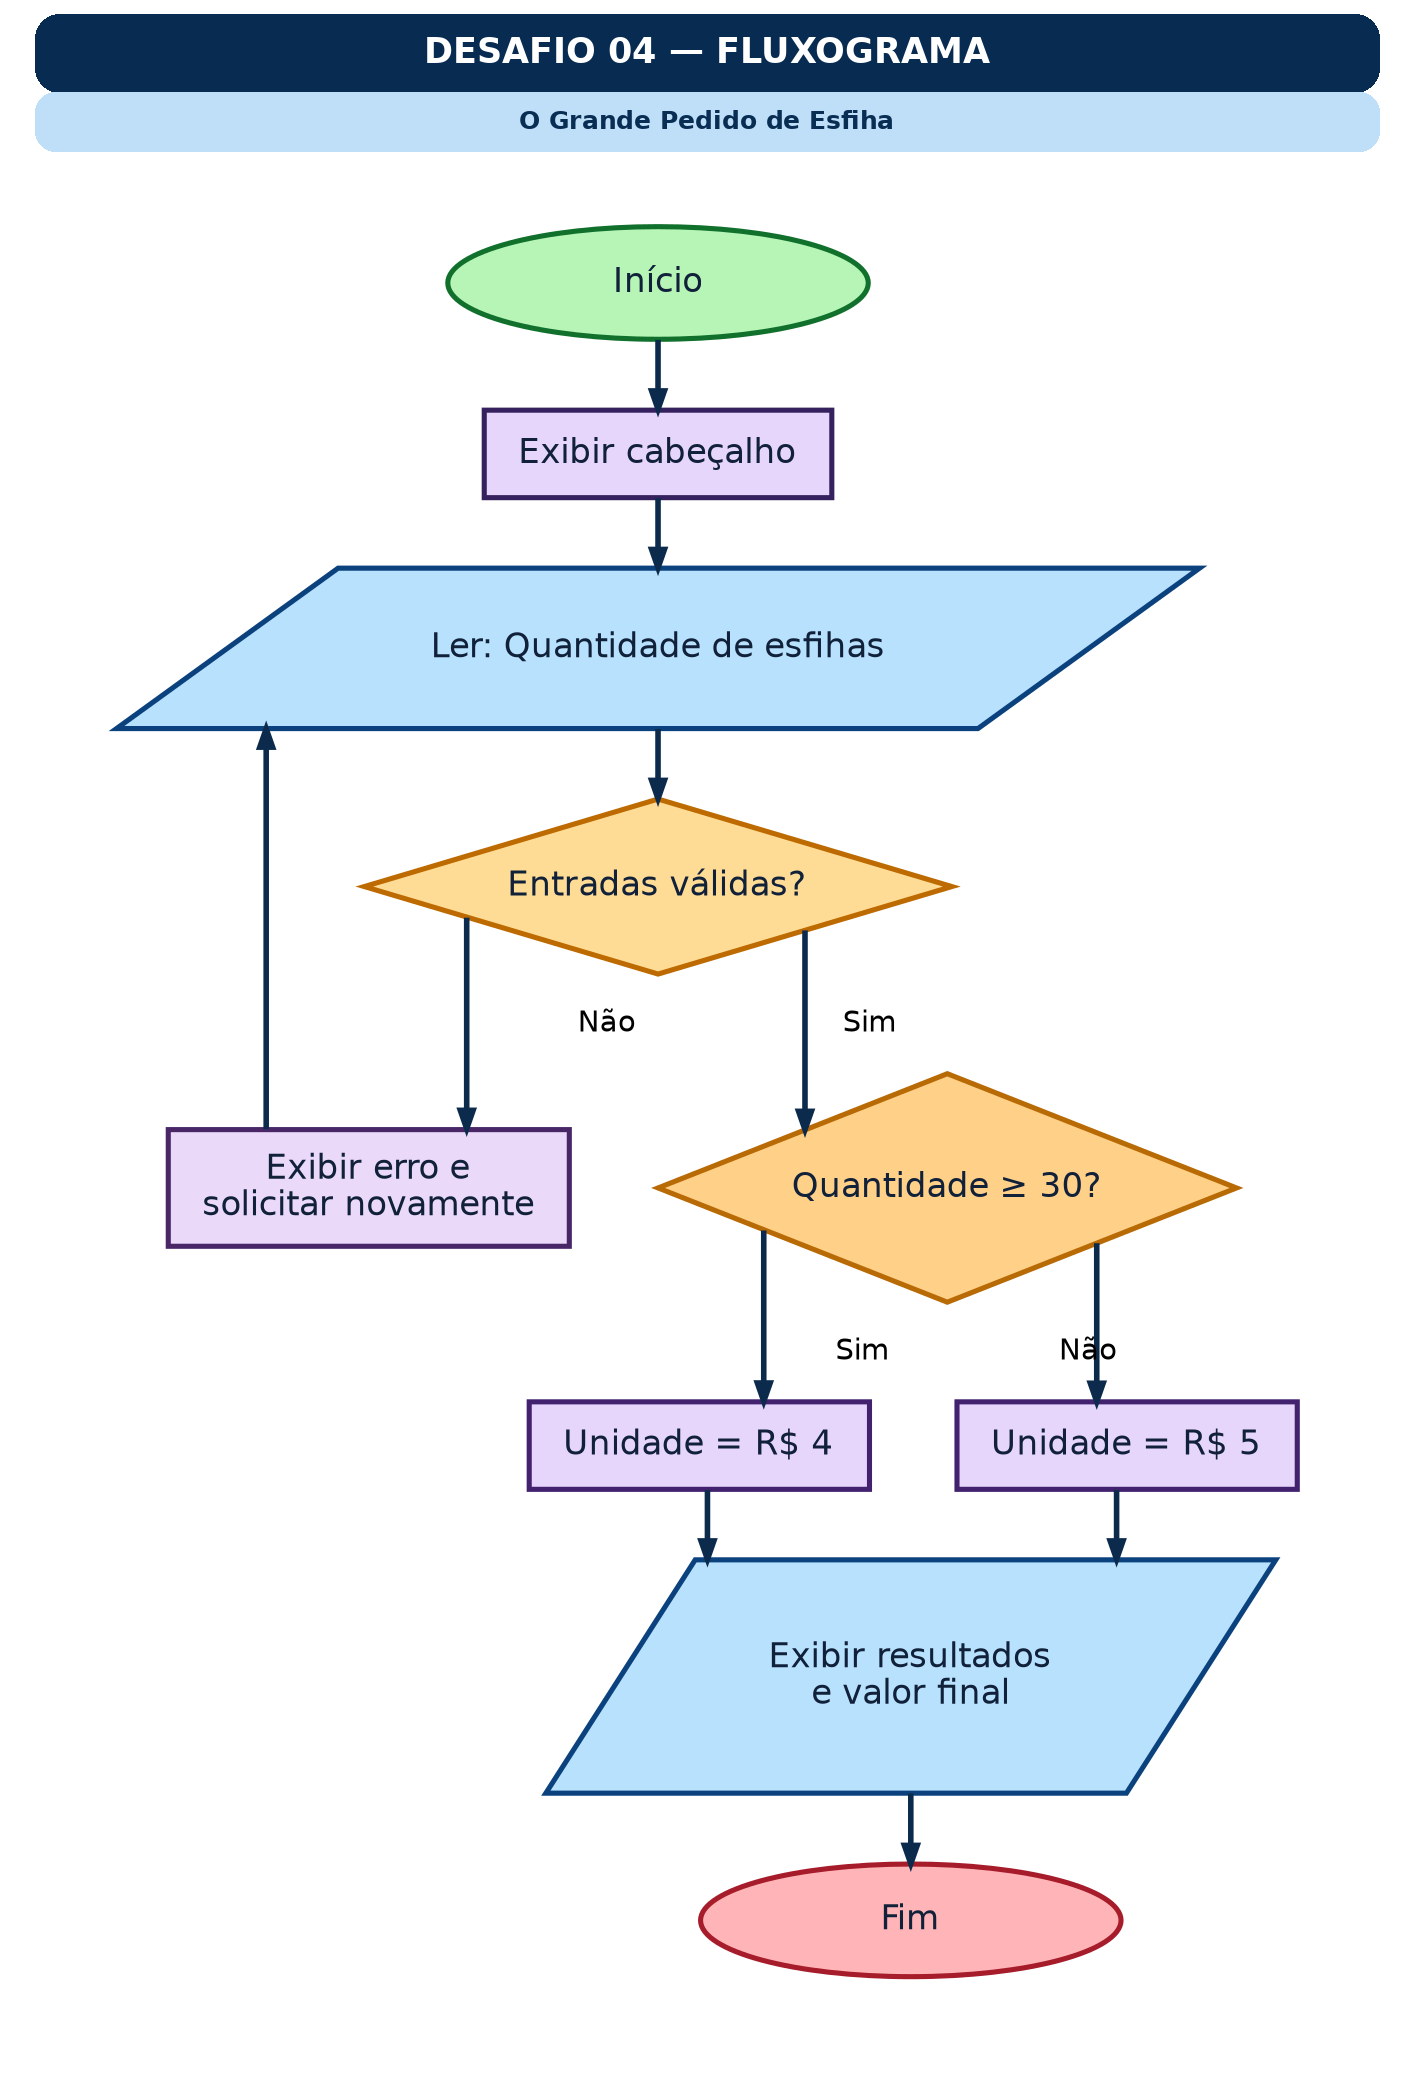 DESAFIO 04 — FLUXOGRAMA
O Grande Pedido de Esfiha
Início
Exibir cabeçalho
Ler: Quantidade de esfihas
Entradas válidas?
Não
Sim
Exibir erro e
solicitar novamente
Quantidade ≥ 30?
Sim
Não
Unidade = R$ 4
Unidade = R$ 5
Exibir resultados
e valor final
Fim